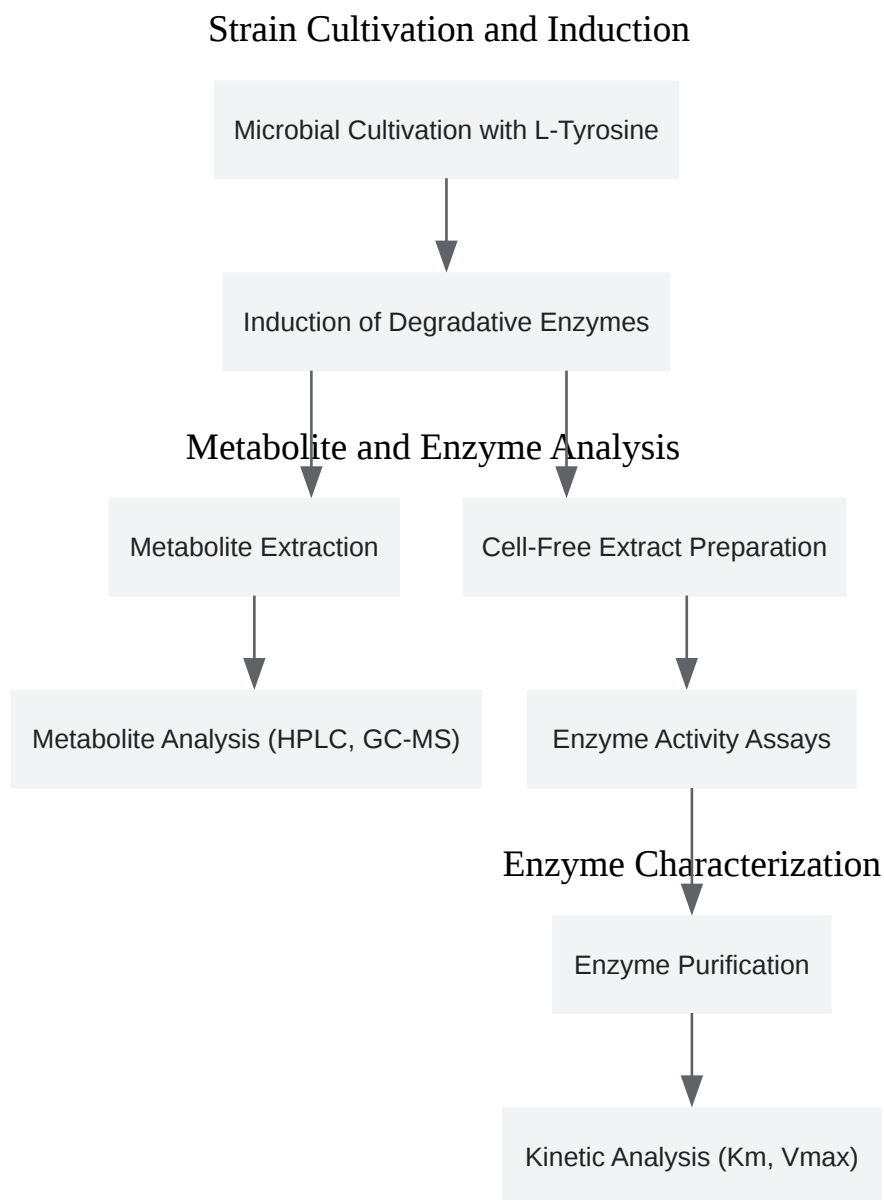 Strain Cultivation and Induction
Microbial Cultivation with L-Tyrosine
Induction of Degradative Enzymes
Metabolite and Enzyme Analysis
Metabolite Extraction
Cell-Free Extract Preparation
Metabolite Analysis (HPLC, GC-MS)
Enzyme Activity Assays
Enzyme Characterization
Enzyme Purification
Kinetic Analysis (Km, Vmax)